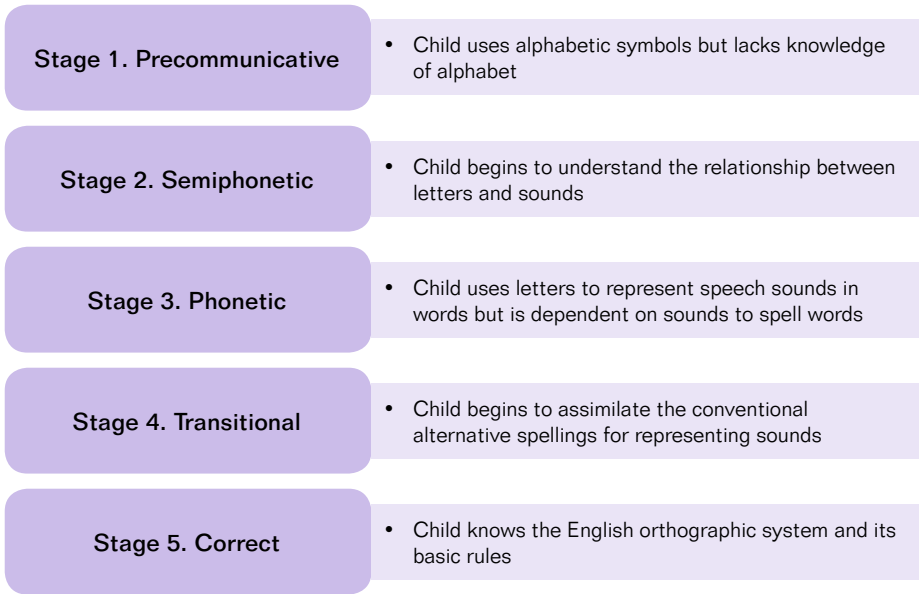 Stage 1. Precommunicative
• Child uses alphabetic symbols but lacks knowledge
of alphabet
Stage 2. Semiphonetic
• Child begins to understand the relationship between
letters and sounds
Stage 3. Phonetic
• Child uses letters to represent speech sounds in
words but is dependent on sounds to spell words
Stage 4. Transitional
• Child begins to assimilate the conventional
alternative spellings for representing sounds
Stage 5. Correct
• Child knows the English orthographic system and its
basic rules